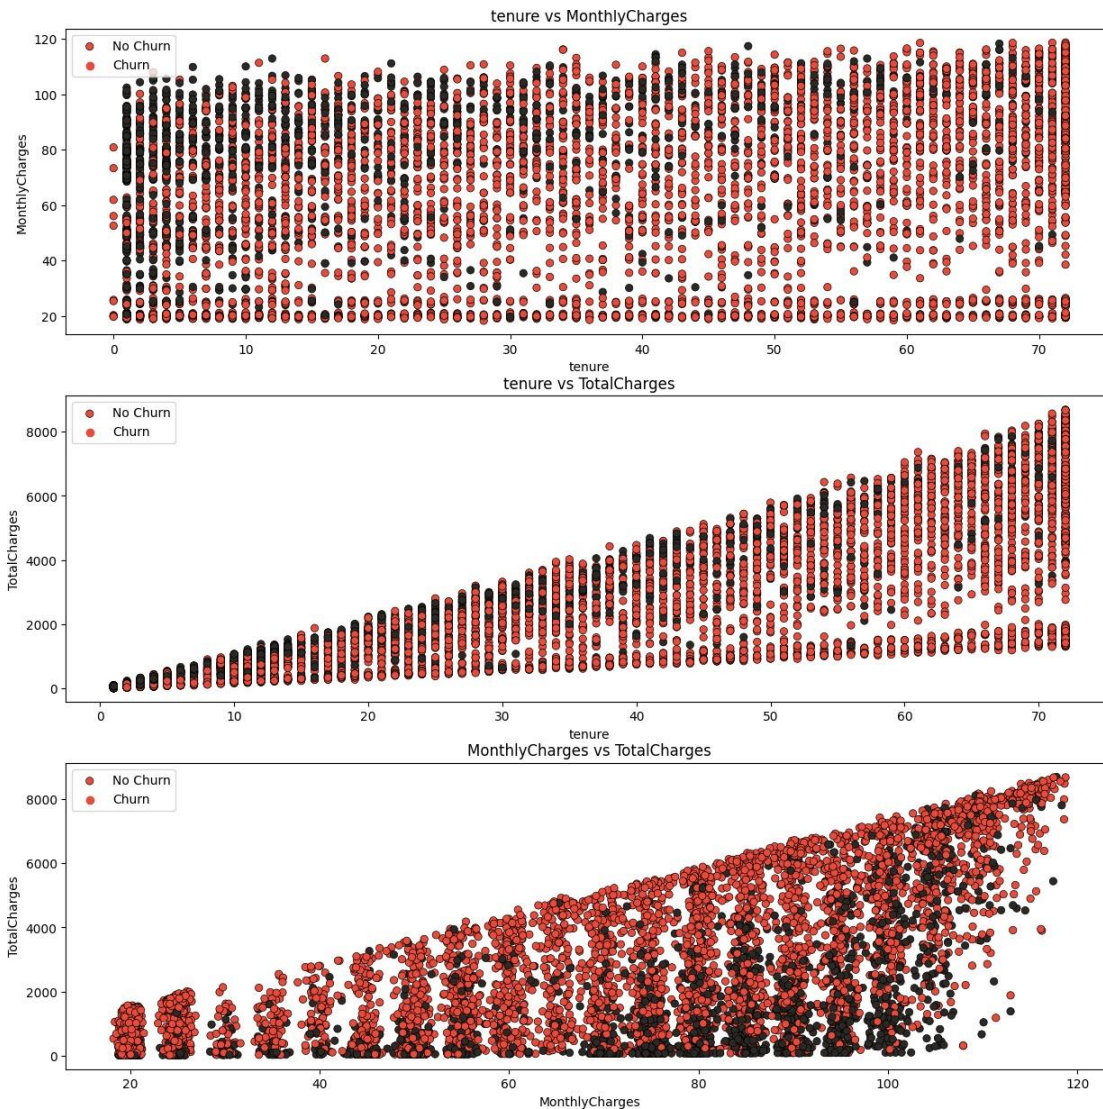 tenure vs MonthlyCharges
No Churn
Churn
120
100
80
60
40
20
MonthlyCharges
0 10 20 30 40 50 60 70
tenure
tenure vs TotalCharges
No Churn
Churn
8000
6000
4000
2000
0
TotalCharges
0 10 20 30 40 50 60 70
tenure
MonthlyCharges vs TotalCharges
No Churn
Churn
8000
6000
4000
2000
0
TotalCharges
20 40 60 80 100 120
MonthlyCharges